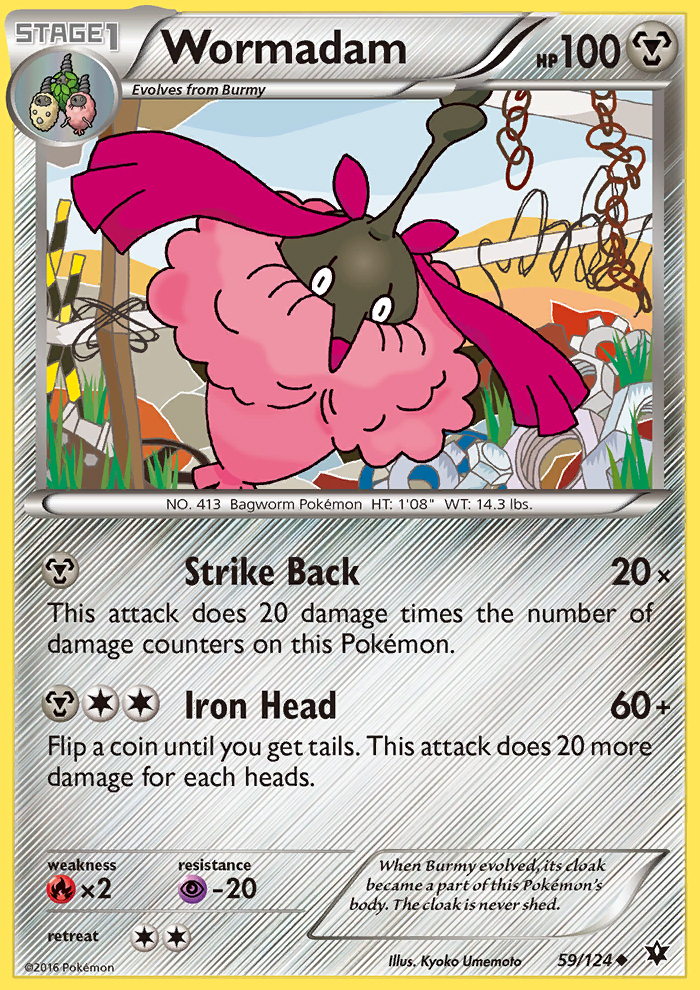 STAGE1
Wormadam
HP100
Evolves from Burmy
NO. 413 Bagworm Pokémon HT: 1'08" WT: 14.3 lbs.
Strike Back 20×
This attack does 20 damage times the number of
damage counters on this Pokémon.
Iron Head 60+
Flip a coin until you get tails. This attack does 20 more
damage for each heads.
weakness resistance
×2 -20
When Burmy evolved, its cloak
became a part of this Pokémon's
body. The cloak is never shed.
retreat
©2016 Pokémon
Illus. Kyoko Umemoto 59/124